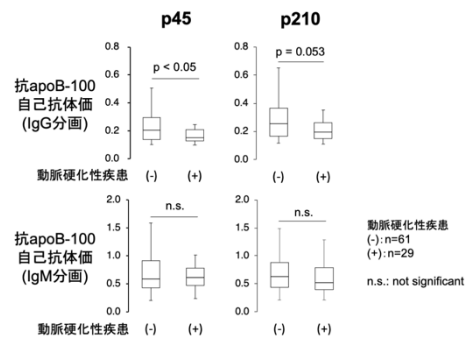 p45
p210
抗apoB-100
自己抗体価
(IgG分画)
0.8
0.6
0.4
0.2
0
p < 0.05
0.8
0.6
0.4
0.2
0
p = 0.053
動脈硬化性疾患 (-) (+) (-) (+)
抗apoB-100
自己抗体価
(IgM分画)
2.0
1.5
1.0
0.5
0
n.s.
2.0
1.5
1.0
0.5
0
n.s.
動脈硬化性疾患 (-) (+) (-) (+)
動脈硬化性疾患
(-): n=61
(+): n=29
n.s.: not significant